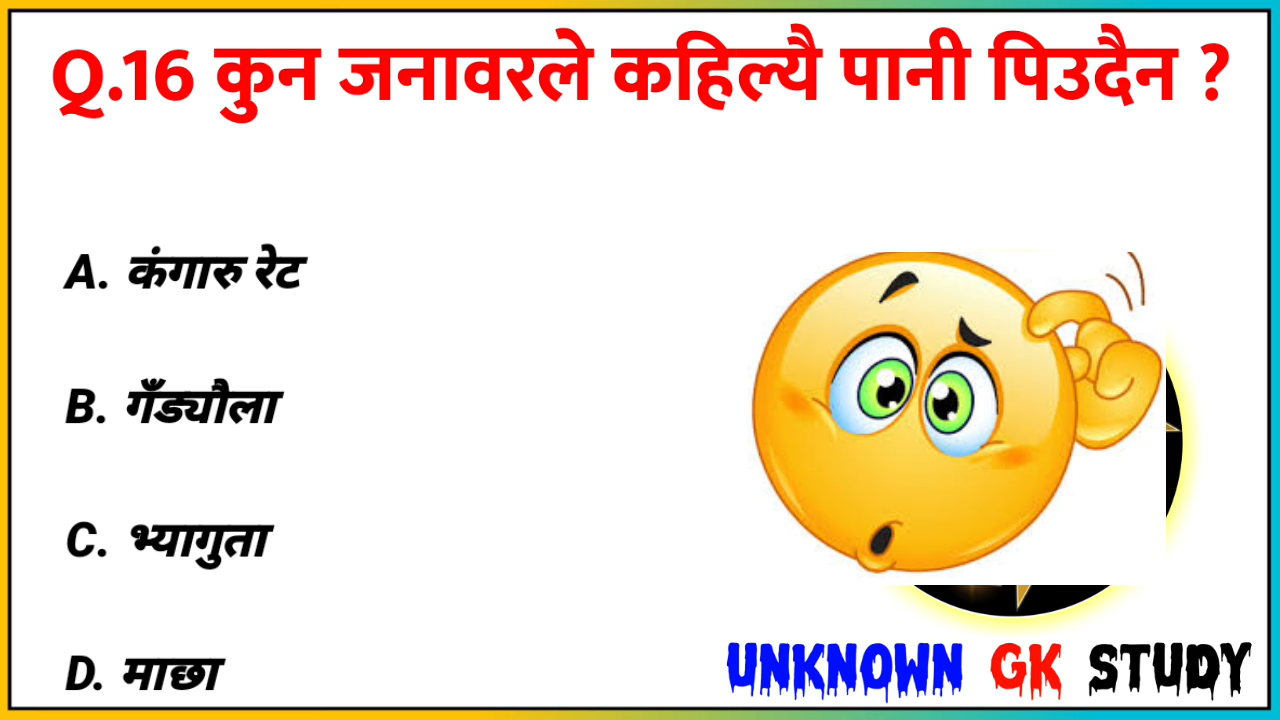 Q.16 कुन जनावरले कहिल्यै पानी पिउदैन ?
A. कंगारु रेट
B. गँड्यौला
C. भ्यागुता
D. माछा
UNKNOWN GK STUDY